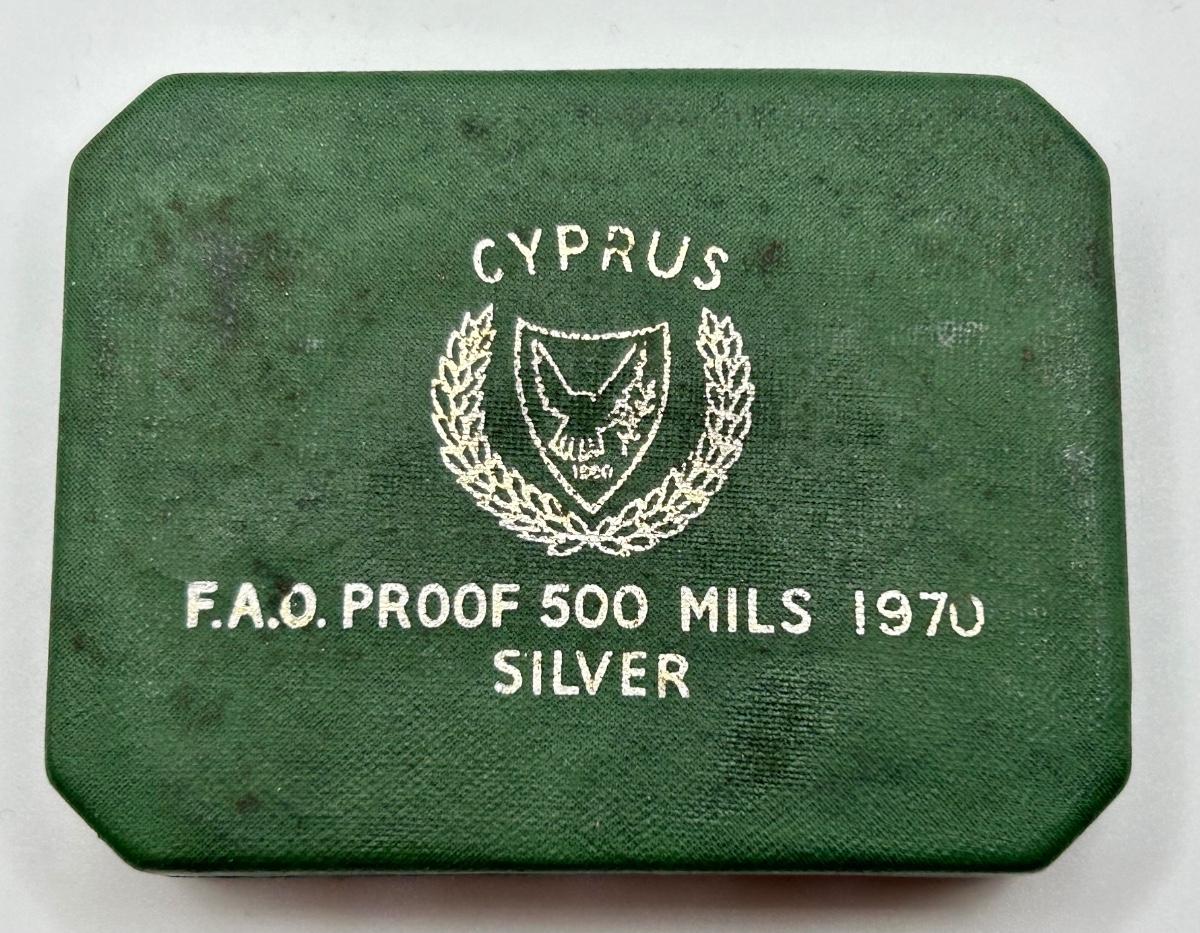 CYPRUS
1960
F.A.O. PROOF 500 MILS 1970
SILVER